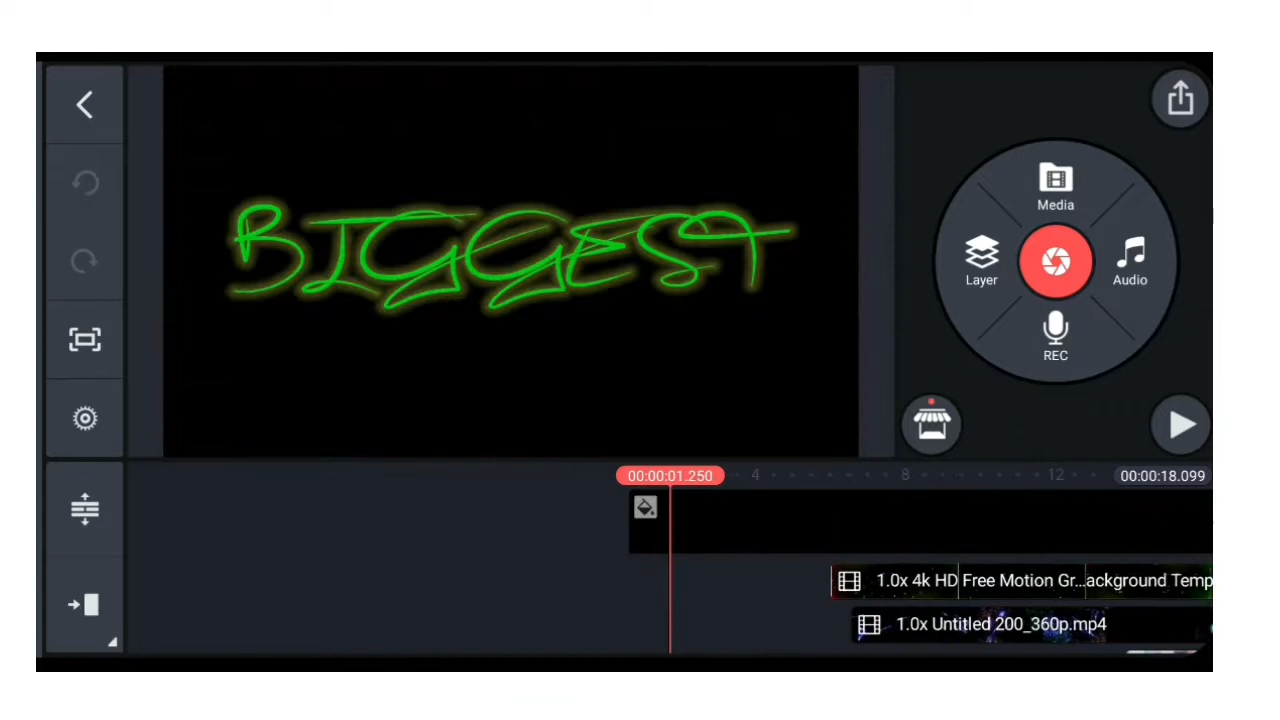 BIGGEST
Media
Layer
Audio
REC
00:00:01.250
4
8
12
00:00:18.099
1.0x 4k HD Free Motion Gr...ackground Temp
1.0x Untitled 200_360p.mp4